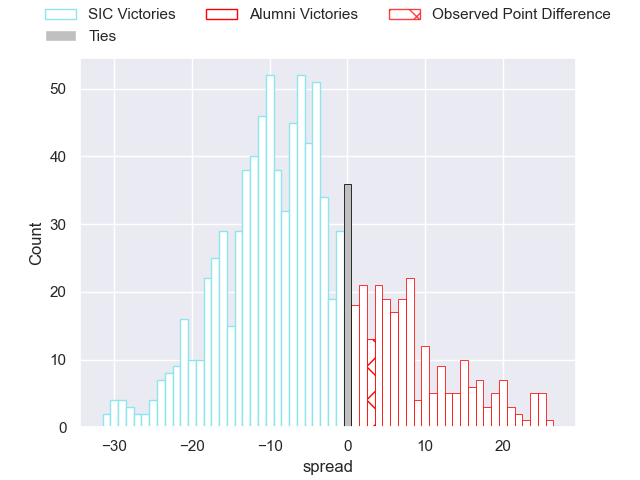 SIC Victories Alumni Victories Observed Point Difference
Ties
50
40
30
20
10
0
Count
−30 −20 −10 0 10 20
spread